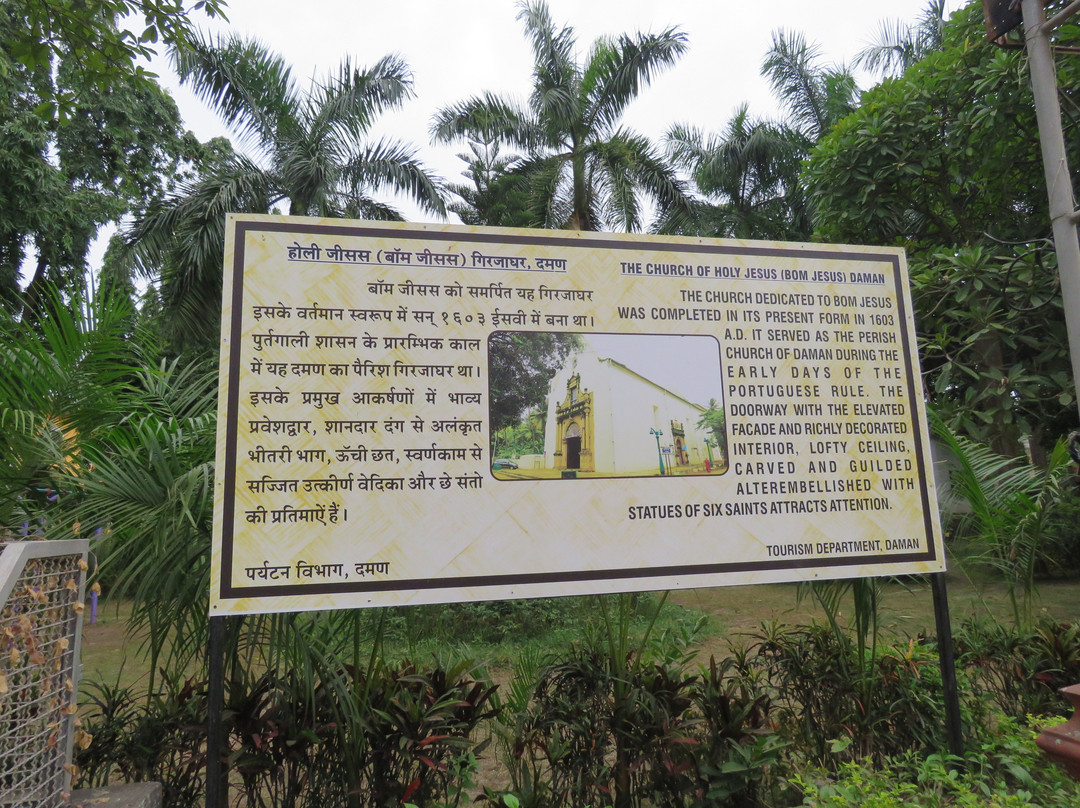 होली जीसस (बॉम जीसस) गिरजाघर, दमण
बॉम जीसस को समर्पित यह गिरजाघर
इसके वर्तमान स्वरूप में सन् १६०३ ईसवी में बना था।
पुर्तगाली शासन के प्रारम्भिक काल
में यह दमण का पैरिश गिरजाघर था।
इसके प्रमुख आकर्षणों में भाव्य
प्रवेशद्वार, शानदार दंग से अलंकृत
भीतरी भाग, ऊँची छत, स्वर्णकाम से
सज्जित उत्कीर्ण वेदिका और छे संतो
की प्रतिमाऐं हैं।
पर्यटन विभाग, दमण
THE CHURCH OF HOLY JESUS (BOM JESUS) DAMAN
THE CHURCH DEDICATED TO BOM JESUS
WAS COMPLETED IN ITS PRESENT FORM IN 1603
A.D. IT SERVED AS THE PERISH
CHURCH OF DAMAN DURING THE
EARLY DAYS OF THE
PORTUGUESE RULE. THE
DOORWAY WITH THE ELEVATED
FACADE AND RICHLY DECORATED
INTERIOR, LOFTY CEILING,
CARVED AND GUILDED
ALTEREMBELLISHED WITH
STATUES OF SIX SAINTS ATTRACTS ATTENTION.
TOURISM DEPARTMENT, DAMAN